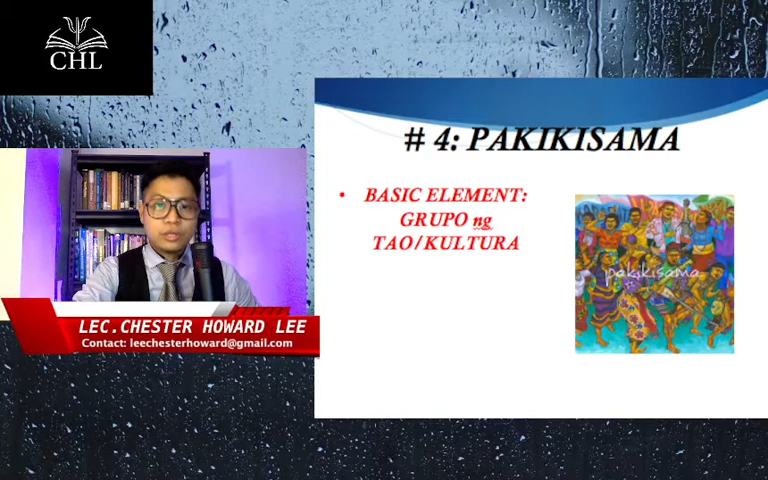 CHL
# 4: PAKIKISAMA
• BASIC ELEMENT:
GRUPO ng
TAO/KULTURA
pakikisama
LEC.CHESTER HOWARD LEE
Contact: leechesterhoward@gmail.com